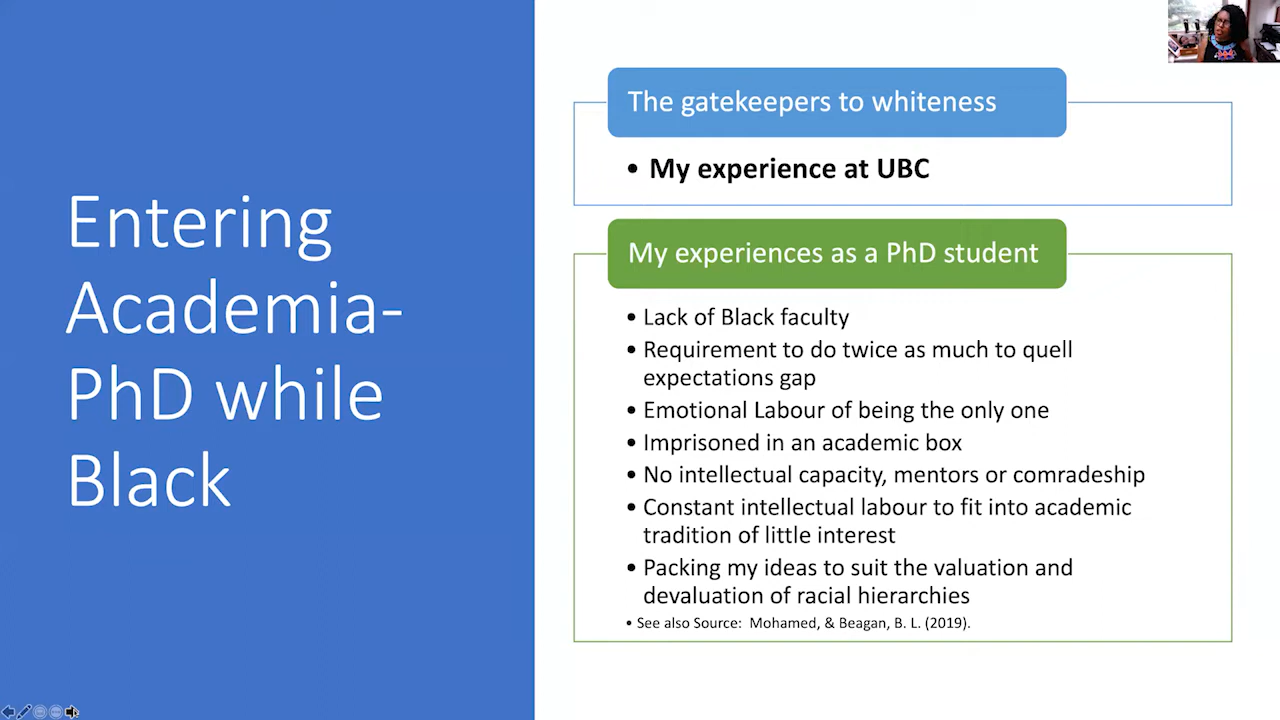 Entering
Academia-
PhD while
Black
The gatekeepers to whiteness
• My experience at UBC
My experiences as a PhD student
• Lack of Black faculty
• Requirement to do twice as much to quell
expectations gap
• Emotional Labour of being the only one
• Imprisoned in an academic box
• No intellectual capacity, mentors or comradeship
• Constant intellectual labour to fit into academic
tradition of little interest
• Packing my ideas to suit the valuation and
devaluation of racial hierarchies
• See also Source: Mohamed, & Beagan, B. L. (2019).